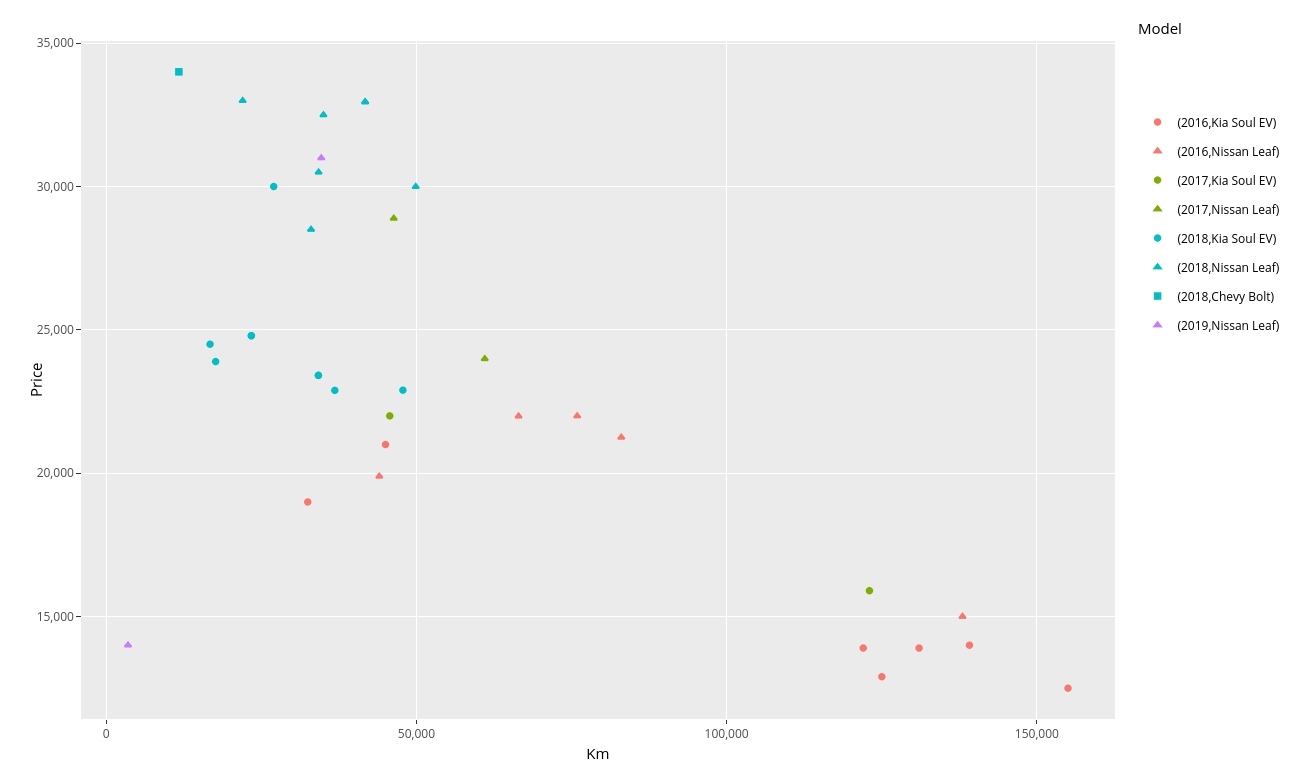 Model
(2016,Kia Soul EV)
(2016,Nissan Leaf)
(2017,Kia Soul EV)
(2017,Nissan Leaf)
(2018,Kia Soul EV)
(2018,Nissan Leaf)
(2018,Chevy Bolt)
(2019,Nissan Leaf)
35,000
30,000
25,000
20,000
15,000
Price
0
50,000
100,000
150,000
Km